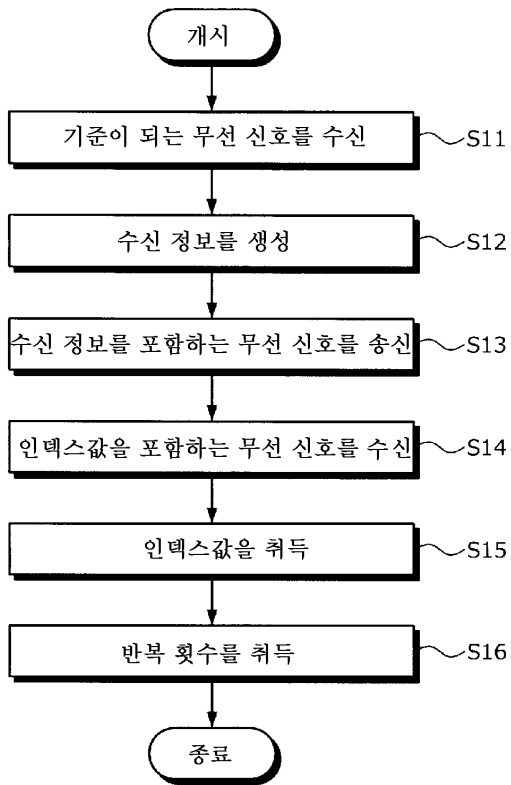 개시
기준이 되는 무선 신호를 수신 S11
수신 정보를 생성 S12
수신 정보를 포함하는 무선 신호를 송신 S13
인덱스값을 포함하는 무선 신호를 수신 S14
인덱스값을 취득 S15
반복 횟수를 취득 S16
종료